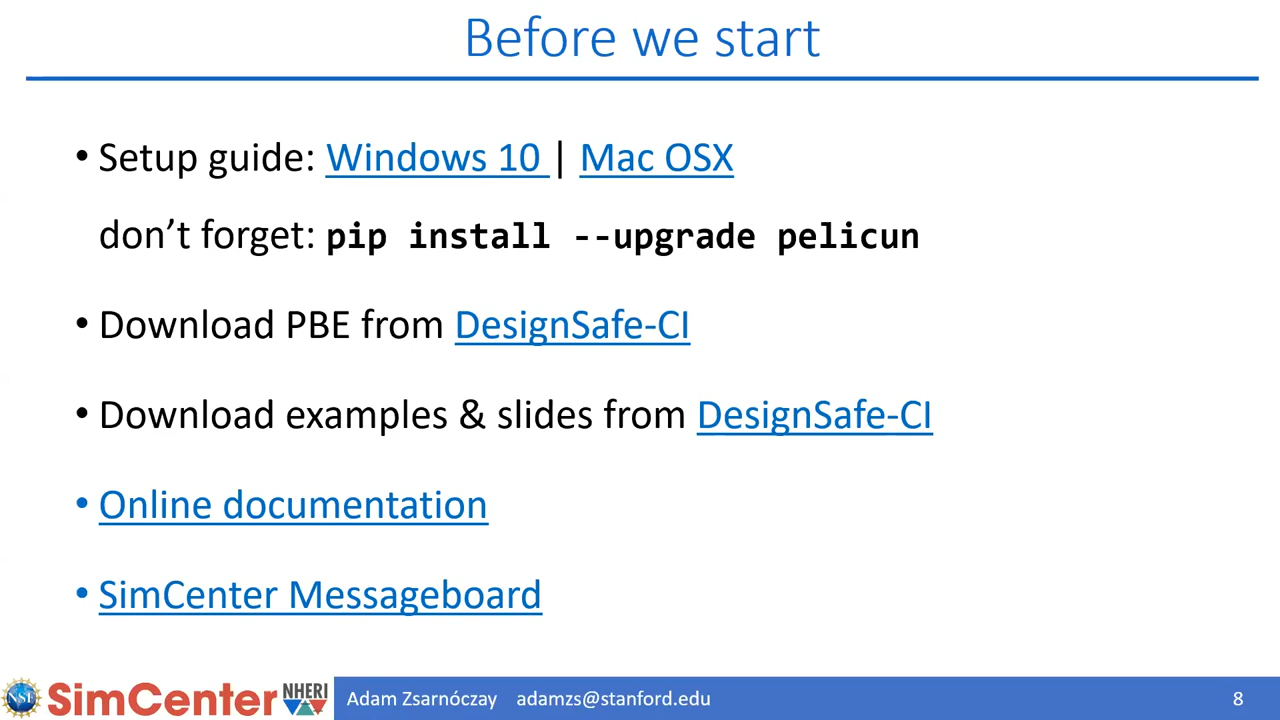 Before we start
• Setup guide: Windows 10 | Mac OSX
don’t forget: pip install --upgrade pelicun
• Download PBE from DesignSafe-CI
• Download examples & slides from DesignSafe-CI
• Online documentation
• SimCenter Messageboard
NSF SimCenter NHERI Adam Zsarnóczay adamzs@stanford.edu 8